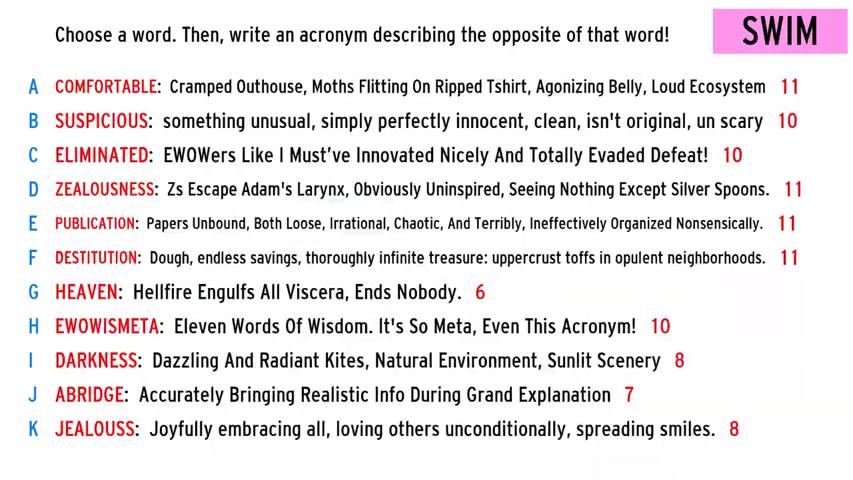 Choose a word. Then, write an acronym describing the opposite of that word!
SWIM
A COMFORTABLE: Cramped Outhouse, Moths Flitting On Ripped Tshirt, Agonizing Belly, Loud Ecosystem 11
B SUSPICIOUS: something unusual, simply perfectly innocent, clean, isn't original, un scary 10
C ELIMINATED: EWOWers Like I Must've Innovated Nicely And Totally Evaded Defeat! 10
D ZEALOUSNESS: Zs Escape Adam's Larynx, Obviously Uninspired, Seeing Nothing Except Silver Spoons. 11
E PUBLICATION: Papers Unbound, Both Loose, Irrational, Chaotic, And Terribly, Ineffectively Organized Nonsensically. 11
F DESTITUTION: Dough, endless savings, thoroughly infinite treasure: uppercrust toffs in opulent neighborhoods. 11
G HEAVEN: Hellfire Engulfs All Viscera, Ends Nobody. 6
H EWOWISMETA: Eleven Words Of Wisdom. It's So Meta, Even This Acronym! 10
I DARKNESS: Dazzling And Radiant Kites, Natural Environment, Sunlit Scenery 8
J ABRIDGE: Accurately Bringing Realistic Info During Grand Explanation 7
K JEALOUSS: Joyfully embracing all, loving others unconditionally, spreading smiles. 8